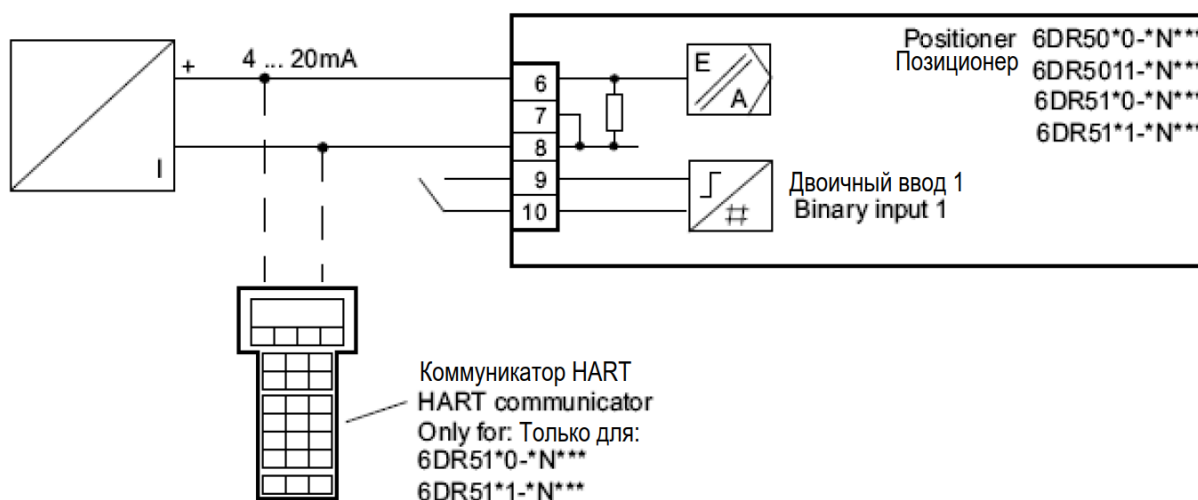 +
4 ... 20mA
I
6
7
8
9
10
E
A
Positioner 6DR50*0-*N***
Позиционер 6DR5011-*N***
6DR51*0-*N***
6DR51*1-*N***
Двоичный ввод 1
Binary input 1
#
Коммуникатор HART
HART communicator
Only for: Только для:
6DR51*0-*N***
6DR51*1-*N***